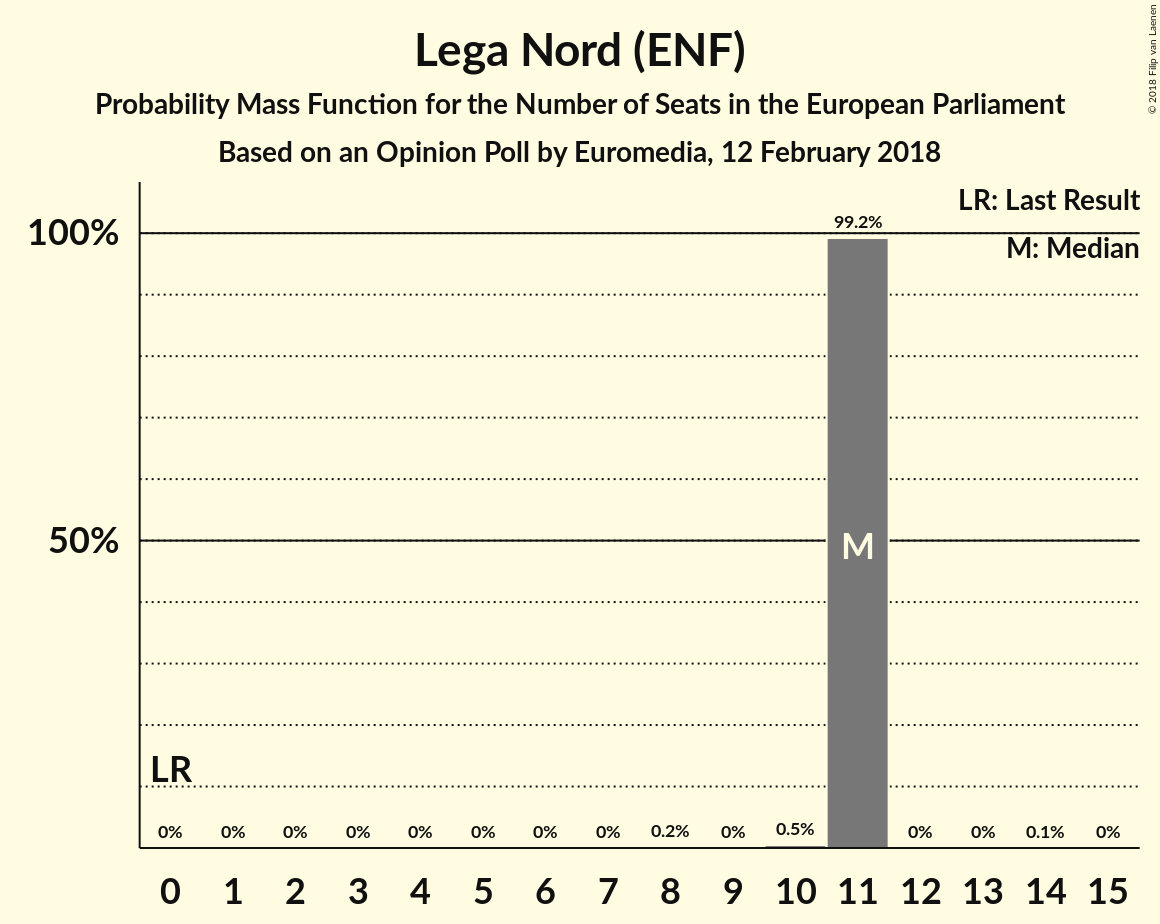 Lega Nord (ENF)
Probability Mass Function for the Number of Seats in the European Parliament
Based on an Opinion Poll by Euromedia, 12 February 2018
© 2018 Filip van Laenen
LR: Last Result
M: Median
100%
50%
99.2%
M
LR
0% 0% 0% 0% 0% 0% 0% 0% 0.2% 0% 0.5% 0% 0% 0.1% 0%
0 1 2 3 4 5 6 7 8 9 10 11 12 13 14 15